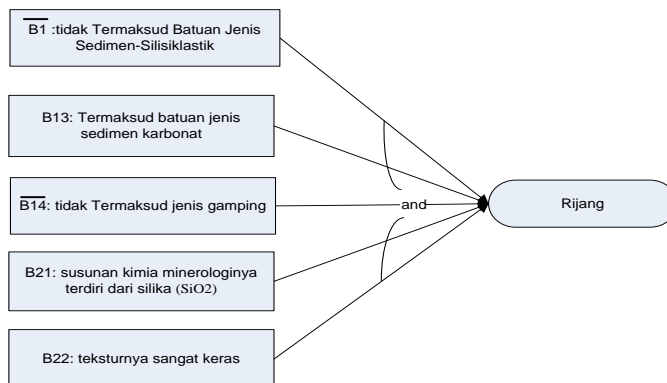 B1 :tidak Termaksud Batuan Jenis
Sedimen-Silisiklastik
B13: Termaksud batuan jenis
sedimen karbonat
B14: tidak Termaksud jenis gamping
B21: susunan kimia minerologinya
terdiri dari silika (SiO2)
B22: teksturnya sangat keras
and
Rijang